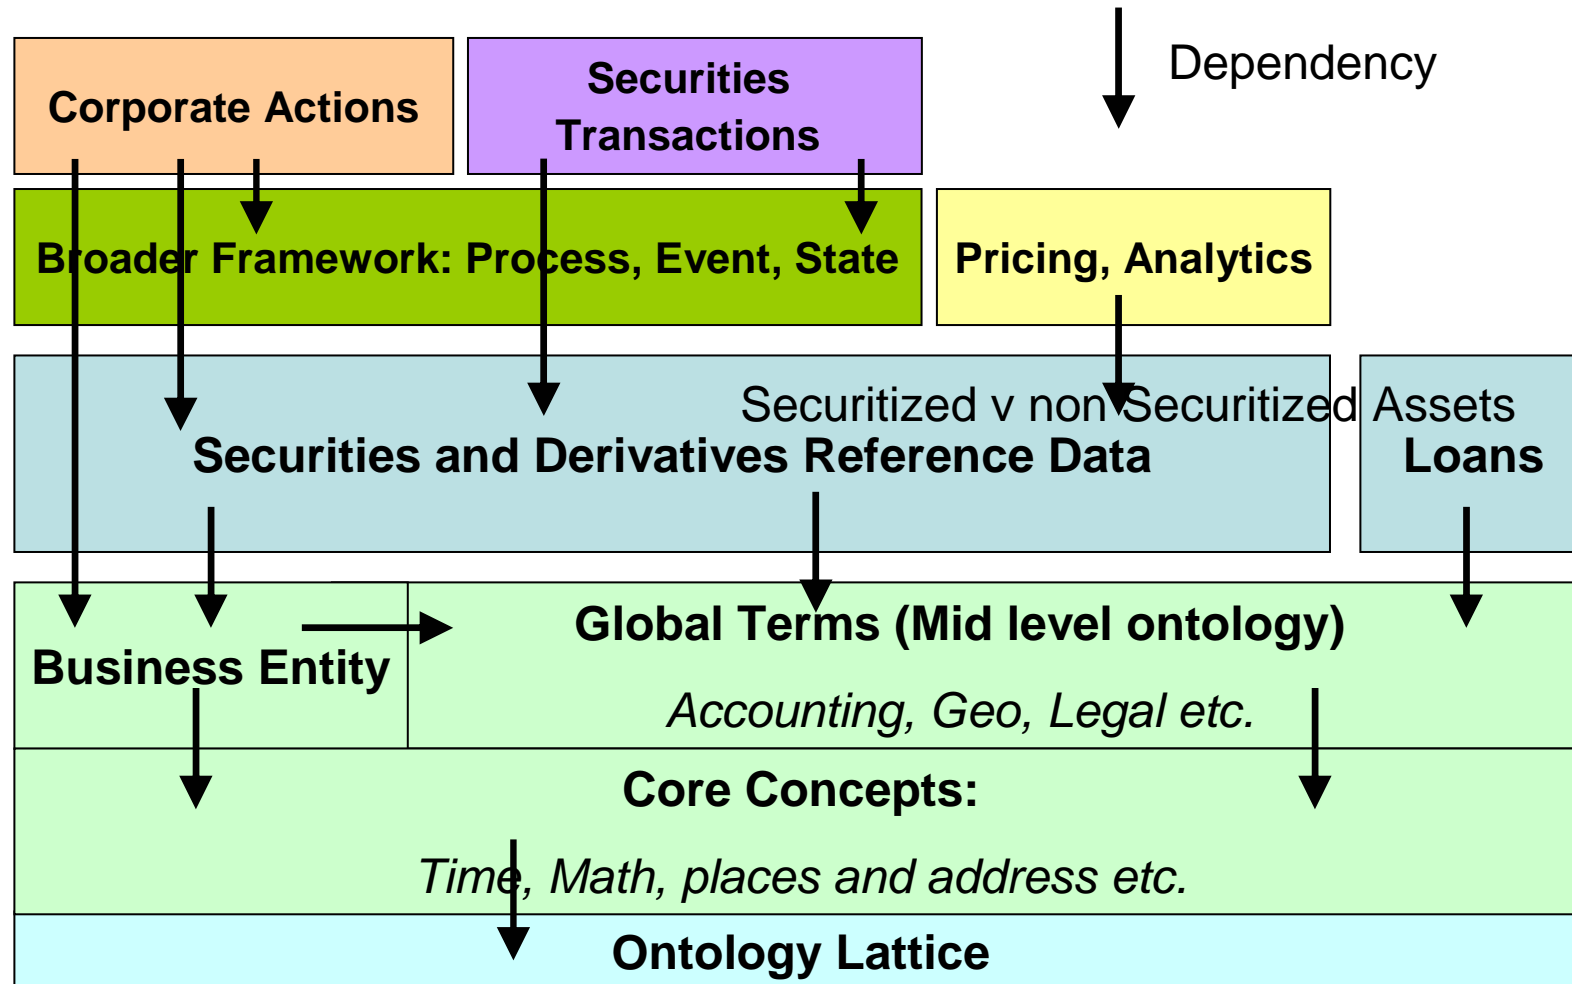 Dependency
Corporate Actions
Securities
Transactions
Broader Framework: Process, Event, State
Pricing, Analytics
Securitized v non Securitized Assets
Securities and Derivatives Reference Data
Loans
Business Entity
Global Terms (Mid level ontology)
Accounting, Geo, Legal etc.
Core Concepts:
Time, Math, places and address etc.
Ontology Lattice